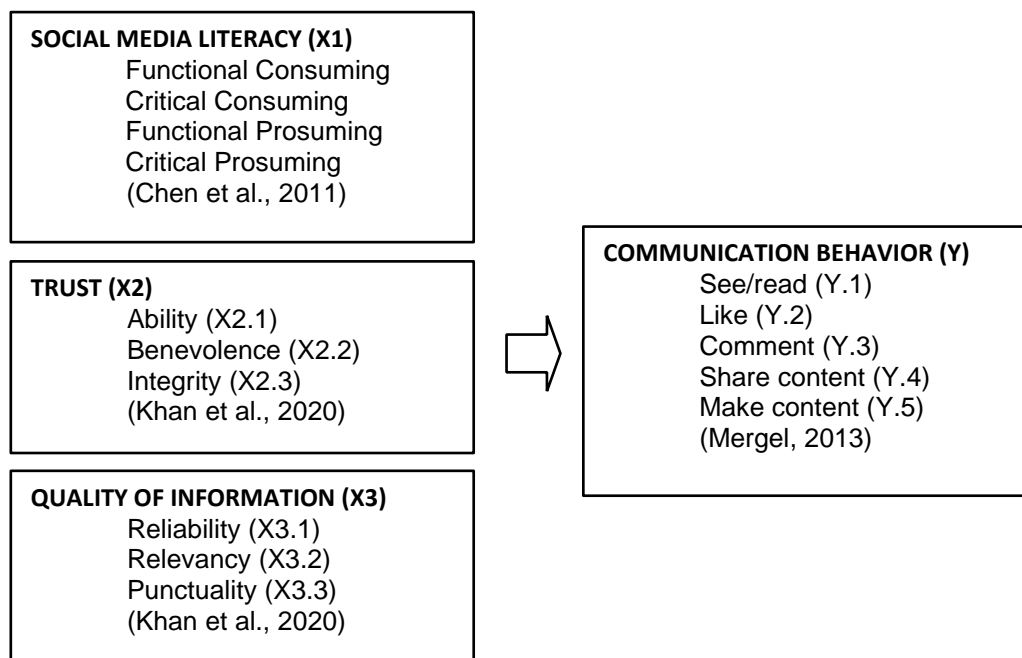 SOCIAL MEDIA LITERACY (X1)
Functional Consuming
Critical Consuming
Functional Prosuming
Critical Prosuming
(Chen et al., 2011)
TRUST (X2)
Ability (X2.1)
Benevolence (X2.2)
Integrity (X2.3)
(Khan et al., 2020)
QUALITY OF INFORMATION (X3)
Reliability (X3.1)
Relevancy (X3.2)
Punctuality (X3.3)
(Khan et al., 2020)
COMMUNICATION BEHAVIOR (Y)
See/read (Y.1)
Like (Y.2)
Comment (Y.3)
Share content (Y.4)
Make content (Y.5)
(Mergel, 2013)